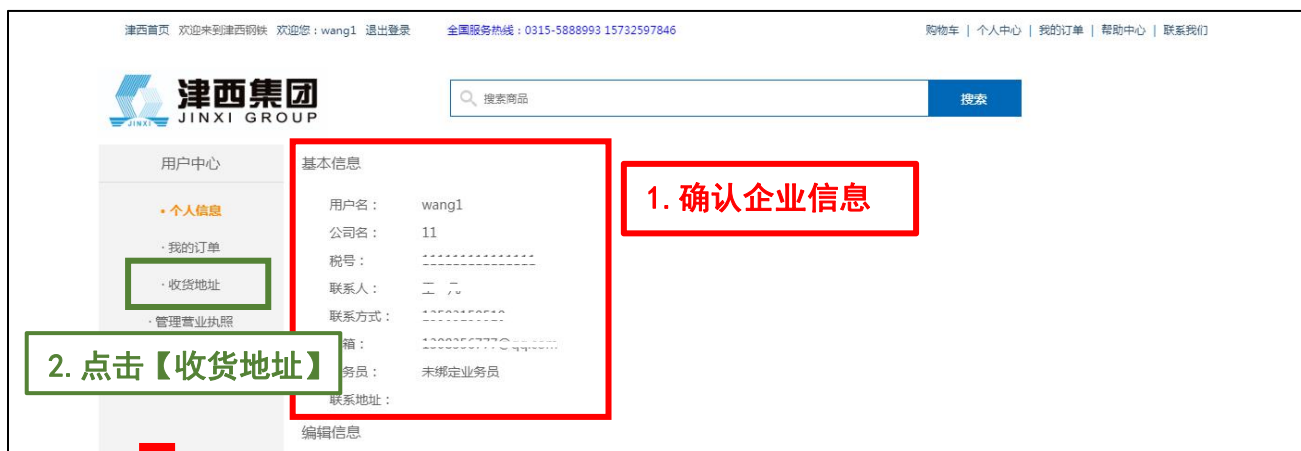 津西首页 欢迎来到津西钢铁 欢迎您：wang1 退出登录 全国服务热线：0315-5888993 15732597846 购物车 | 个人中心 | 我的订单 | 帮助中心 | 联系我们
津西集团
JINXI GROUP
JINXI
搜索商品 搜索
用户中心
· 个人信息
· 我的订单
· 收货地址
· 管理营业执照
基本信息
用户名： wang1
公司名： 11
税号：
联系人：
联系方式：
箱：
务员： 未绑定业务员
联系地址：
编辑信息
1.确认企业信息
2.点击【收货地址】